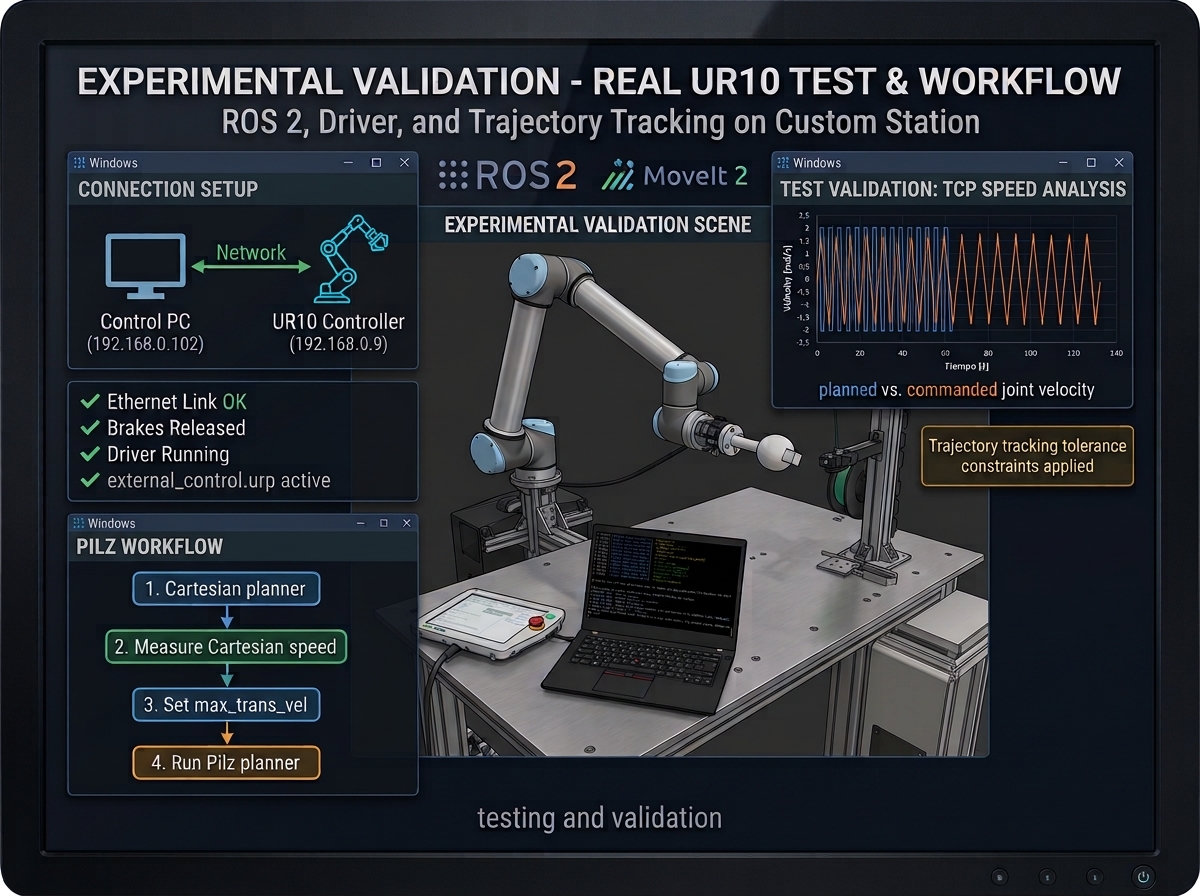 EXPERIMENTAL VALIDATION - REAL UR10 TEST & WORKFLOW
ROS 2, Driver, and Trajectory Tracking on Custom Station
Windows
CONNECTION SETUP
Network
Control PC
(192.168.0.102)
UR10 Controller
(192.168.0.9)
Ethernet Link OK
Brakes Released
Driver Running
external_control.urp active
Windows
PILZ WORKFLOW
1. Cartesian planner
2. Measure Cartesian speed
3. Set max_trans_vel
4. Run Pilz planner
ROS 2
MoveIt 2
EXPERIMENTAL VALIDATION SCENE
Windows
TEST VALIDATION: TCP SPEED ANALYSIS
2,5
2
1,5
1
0,5
0
-1,5
-1
-1,3
-2
-2,5
0 20 40 60 80 100 120 140
Tiempo
planned vs. commanded joint velocity
Trajectory tracking tolerance
constraints applied
testing and validation